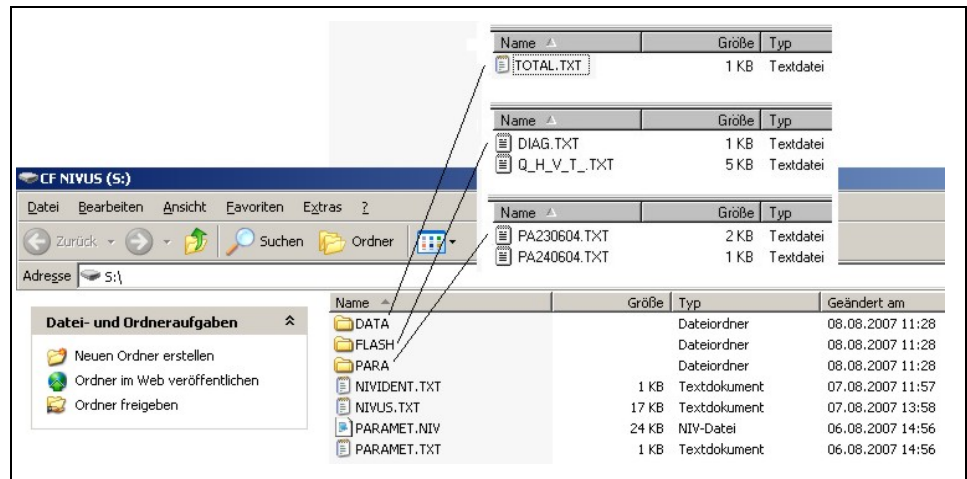 Name Größe Typ
TOTAL.TXT 1 KB Textdatei
Name Größe Typ
DIAG.TXT 1 KB Textdatei
Q_H_V_T_.TXT 5 KB Textdatei
CF NIVUS (S:)
Datei Bearbeiten Ansicht Favoriten Extras ?
Name Größe Typ
PA230604.TXT 2 KB Textdatei
PA240604.TXT 1 KB Textdatei
Zurück Suchen Ordner
Adresse S:\
Datei- und Ordneraufgaben
Neuen Ordner erstellen
Ordner im Web veröffentlichen
Ordner freigeben
Name Größe Typ Geändert am
DATA Dateiordner 08.08.2007 11:28
FLASH Dateiordner 08.08.2007 11:28
PARA Dateiordner 08.08.2007 11:28
NIVIDENT.TXT 1 KB Textdokument 07.08.2007 11:57
NIVUS.TXT 17 KB Textdokument 07.08.2007 13:58
PARAMET.NIV 24 KB NIV-Datei 06.08.2007 14:56
PARAMET.TXT 1 KB Textdokument 06.08.2007 14:56